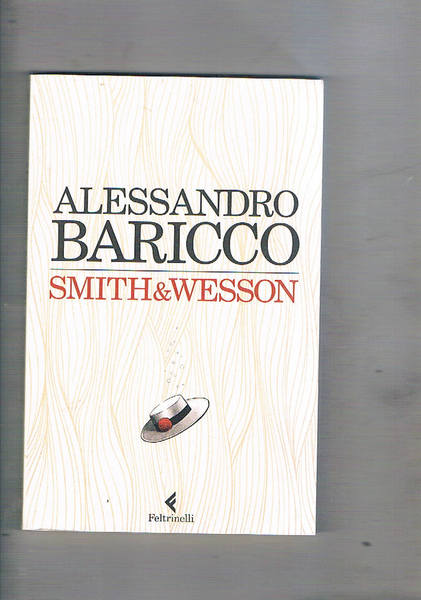 ALESSANDRO
BARICCO
SMITH&WESSON
Feltrinelli